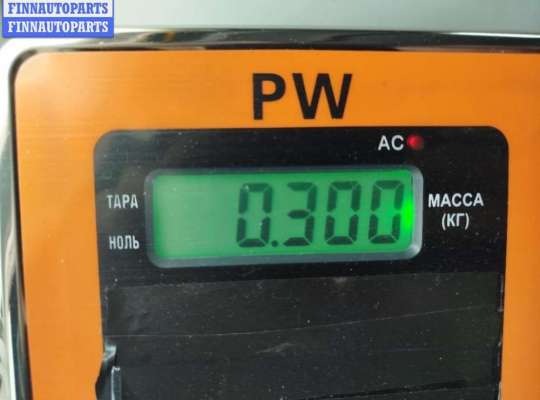 FINNAUTOPARTS
FINNAUTOPARTS
PW
AC
ТАРА
0.300
МАССА
(КГ)
НОЛЬ